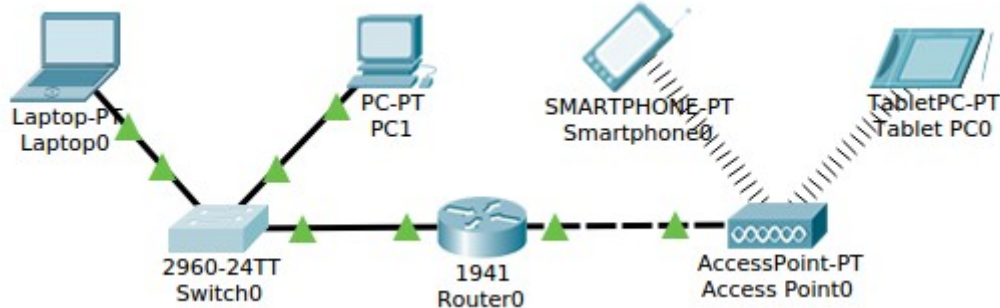 Laptop-PT
Laptop0
PC-PT
PC1
SMARTPHONE-PT
Smartphone0
TabletPC-PT
Tablet PC0
2960-24TT
Switch0
1941
Router0
AccessPoint-PT
Access Point0